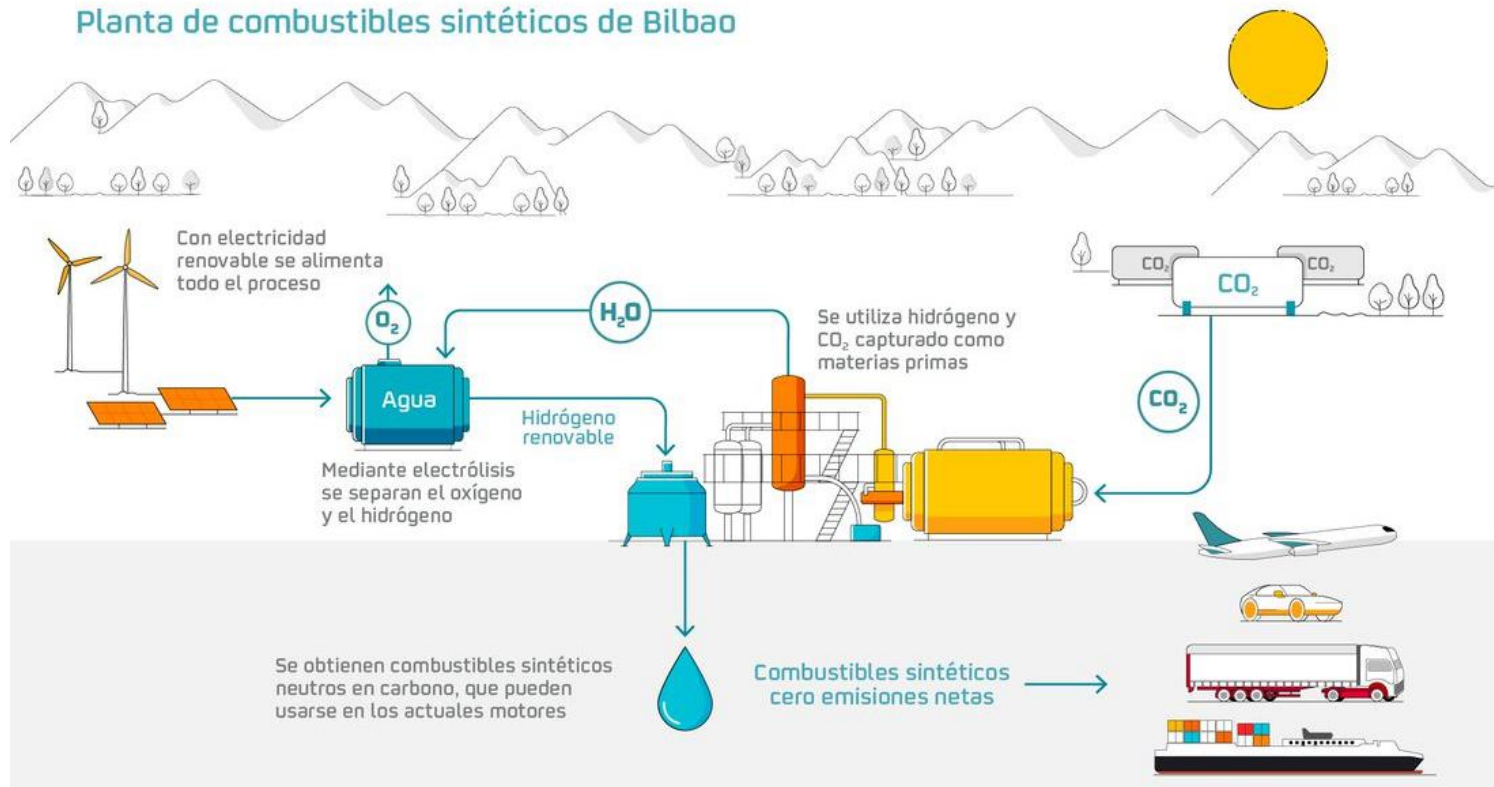 Planta de combustibles sintéticos de Bilbao
Con electricidad
renovable se alimenta
todo el proceso
O₂
H₂O
Se utiliza hidrógeno y
CO₂ capturado como
materias primas
CO₂
CO₂
CO₂
CO₂
Agua
Hidrógeno
renovable
Mediante electrólisis
se separan el oxígeno
y el hidrógeno
Se obtienen combustibles sintéticos
neutros en carbono, que pueden
usarse en los actuales motores
Combustibles sintéticos
cero emisiones netas